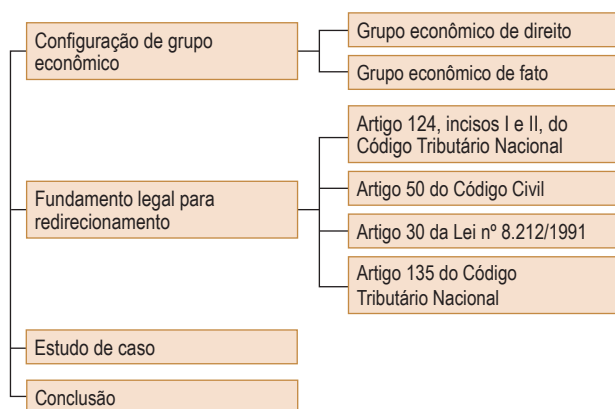 Configuração de grupo
econômico
Grupo econômico de direito
Grupo econômico de fato
Fundamento legal para
redirecionamento
Artigo 124, incisos I e II, do
Código Tributário Nacional
Artigo 50 do Código Civil
Artigo 30 da Lei nº 8.212/1991
Artigo 135 do Código
Tributário Nacional
Estudo de caso
Conclusão